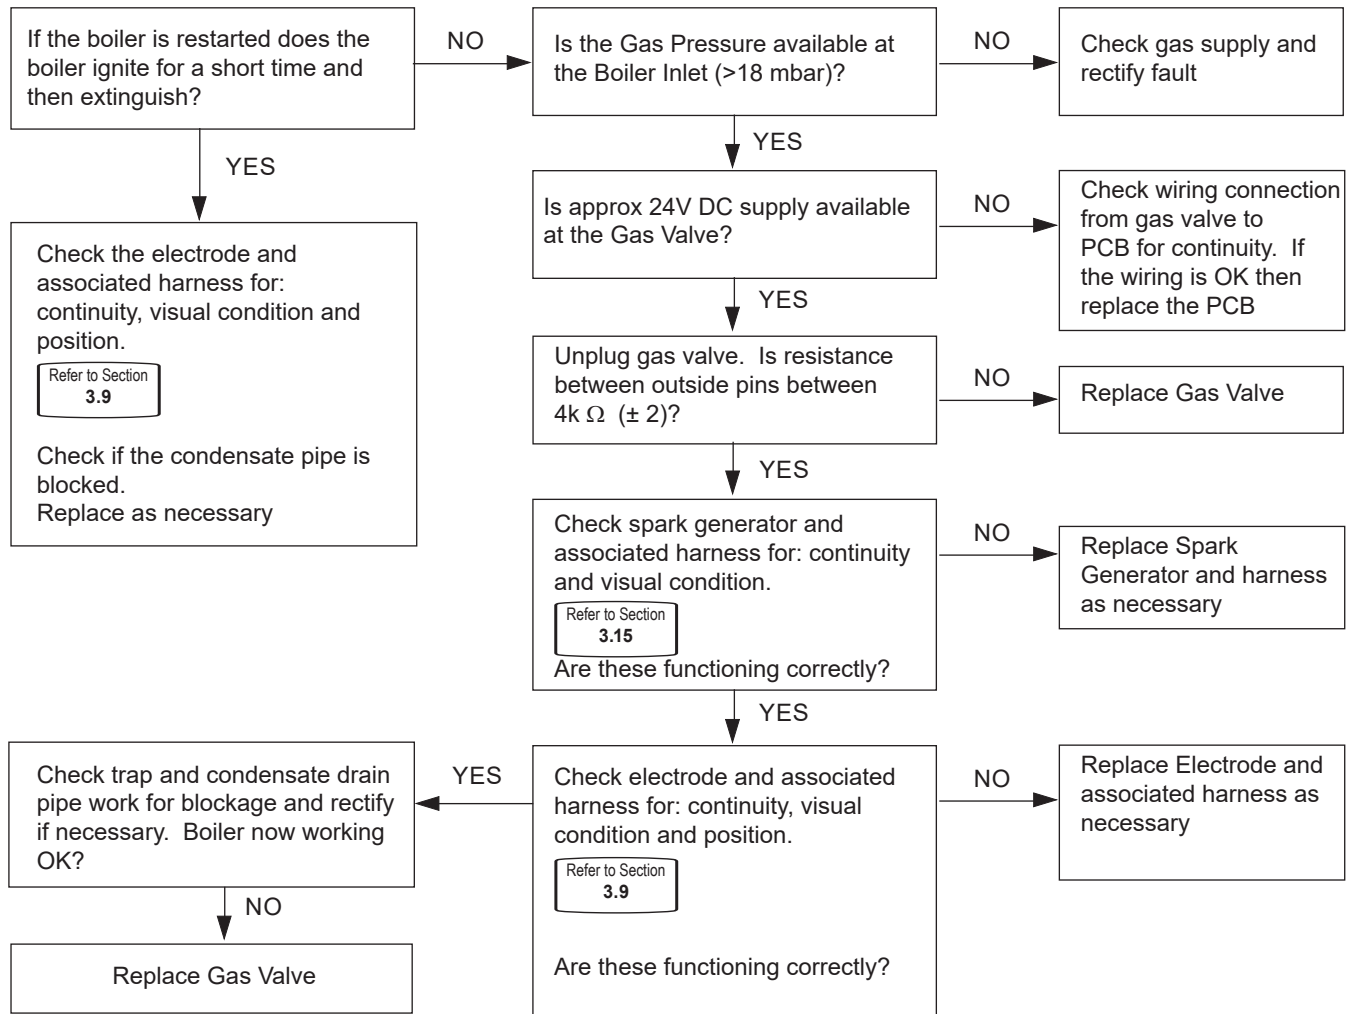 If the boiler is restarted does the
boiler ignite for a short time and
then extinguish?
NO
Is the Gas Pressure available at
the Boiler Inlet (>18 mbar)?
NO
Check gas supply and
rectify fault
YES
YES
Check the electrode and
associated harness for:
continuity, visual condition and
position.
Refer to Section
3.9
Check if the condensate pipe is
blocked.
Replace as necessary
Is approx 24V DC supply available
at the Gas Valve?
NO
Check wiring connection
from gas valve to
PCB for continuity.  If
the wiring is OK then
replace the PCB
YES
Unplug gas valve.  Is resistance
between outside pins between
4k Ω  (± 2)?
NO
Replace Gas Valve
YES
Check spark generator and
associated harness for: continuity
and visual condition.
Refer to Section
3.15
Are these functioning correctly?
NO
Replace Spark
Generator and harness
as necessary
YES
Check electrode and associated
harness for: continuity, visual
condition and position.
Refer to Section
3.9
Are these functioning correctly?
NO
Replace Electrode and
associated harness as
necessary
YES
Check trap and condensate drain
pipe work for blockage and rectify
if necessary.  Boiler now working
OK?
NO
Replace Gas Valve